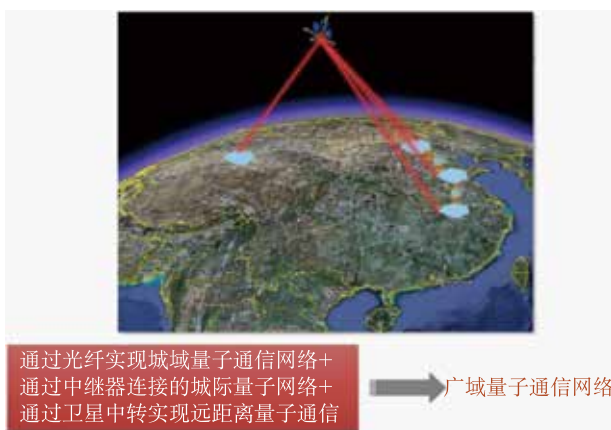 通过光纤实现城域量子通信网络+
通过中继器连接的城际量子网络+
通过卫星中转实现远距离量子通信
广域量子通信网络